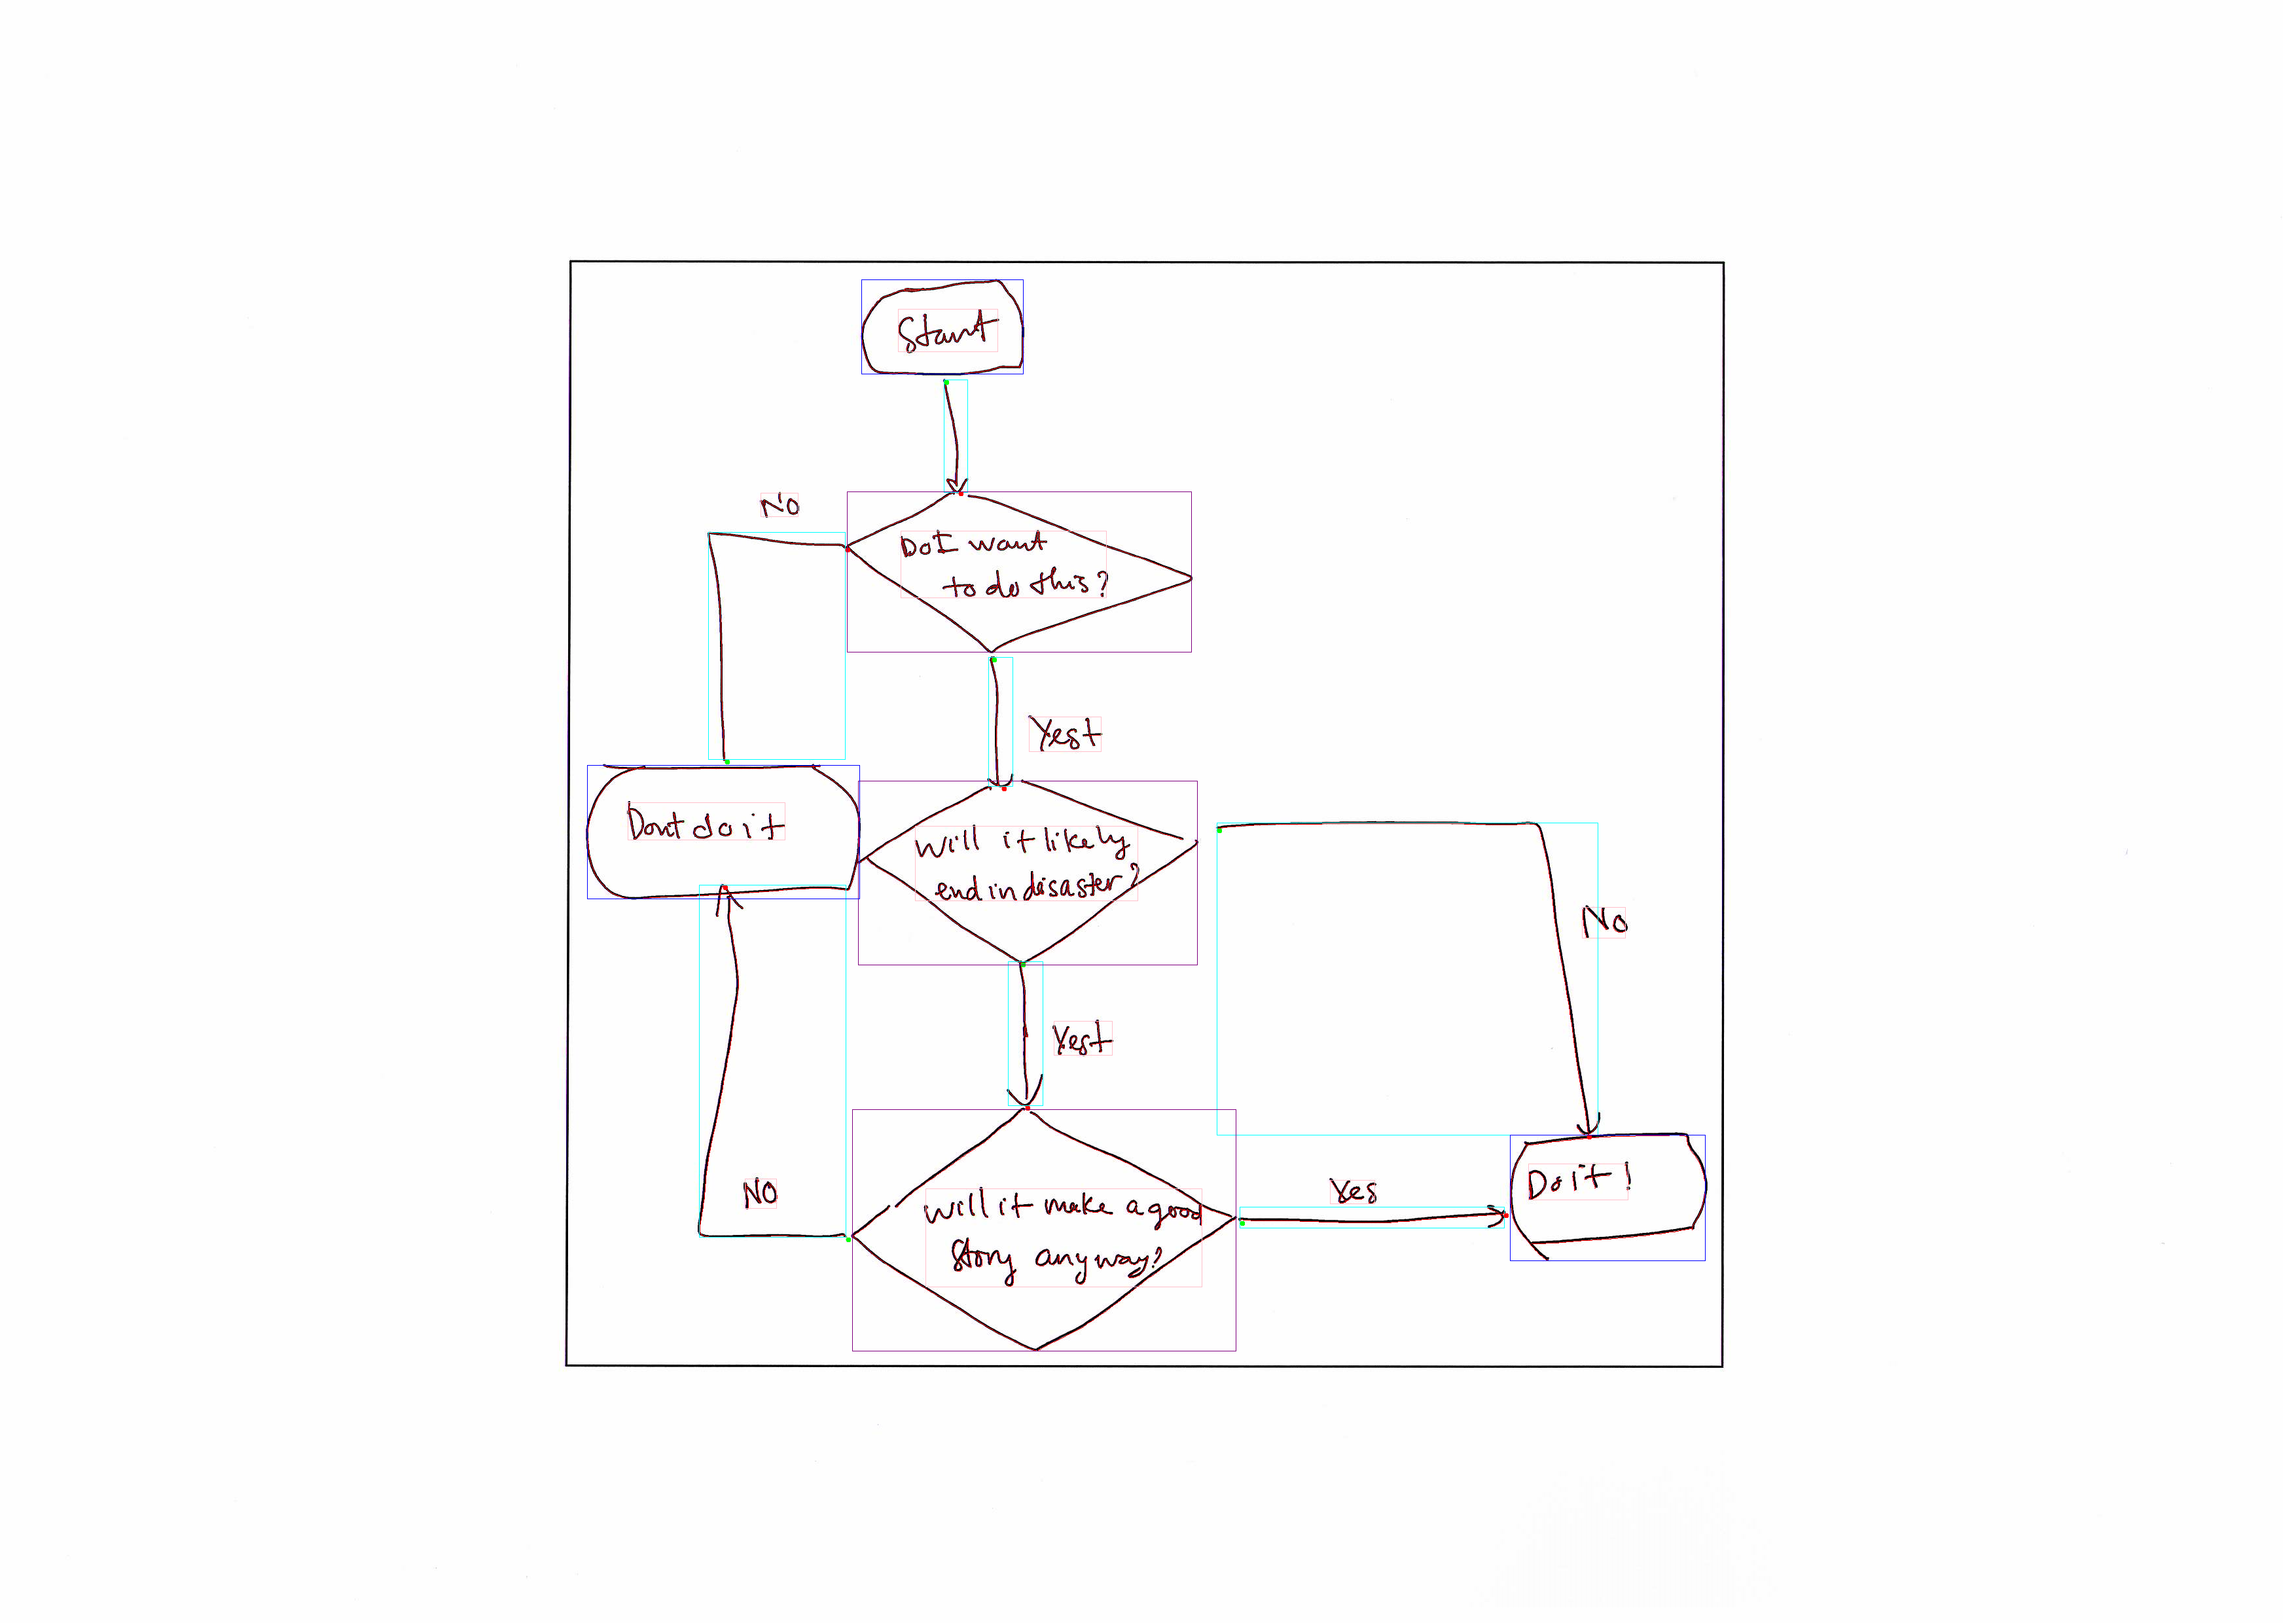 Start
No
Do I want
to do this?
Yest
Dont do it
Will it likely
end in disaster?
No
Yest
NO
Yes
Do it!
Will it make a good
Story anyway?